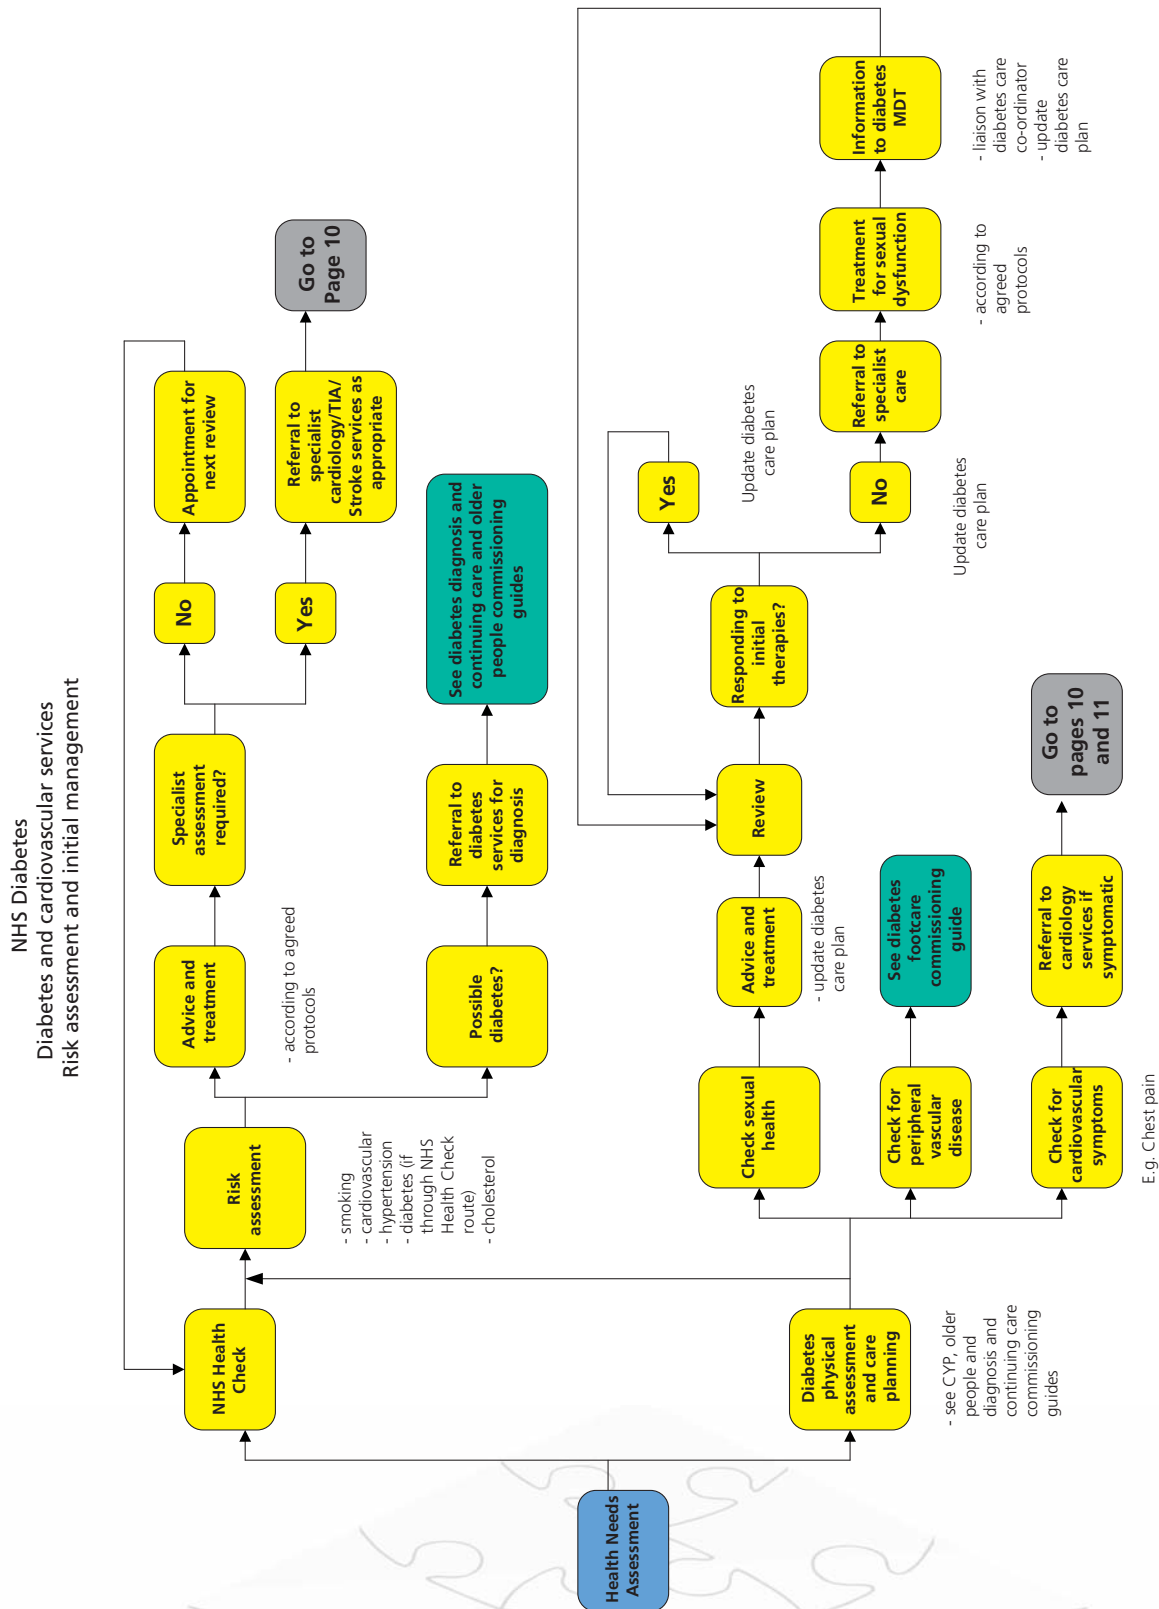 NHS Diabetes
Diabetes and cardiovascular services
Risk assessment and initial management
Health Needs
Assessment
NHS Health
Check
Risk
assessment
- smoking
- cardiovascular
- hypertension
- diabetes (if
through NHS
Health Check
route)
- cholesterol
Advice and
treatment
- according to agreed
protocols
Specialist
assessment
required?
No
Appointment for
next review
Yes
Referral to
specialist
cardiology/TIA/
Stroke services as
appropriate
Go to
Page 10
Possible
diabetes?
Referral to
diabetes
services for
diagnosis
See diabetes diagnosis and
continuing care and older
people commissioning
guides
Diabetes
physical
assessment
and care
planning
- see CYP, older
people and
diagnosis and
continuing care
commissioning
guides
Check sexual
health
Advice and
treatment
- update diabetes
care plan
Review
Responding to
initial
therapies?
Yes
Update diabetes
care plan
No
Update diabetes
care plan
Referral to
specialist
care
Treatment
for sexual
dysfunction
- according to
agreed
protocols
Information
to diabetes
MDT
- liaison with
diabetes care
co-ordinator
- update
diabetes care
plan
Check for
peripheral
vascular
disease
See diabetes
footcare
commissioning
guide
Check for
cardiovascular
symptoms
E.g. Chest pain
Referral to
cardiology
services if
symptomatic
Go to
pages 10
and 11